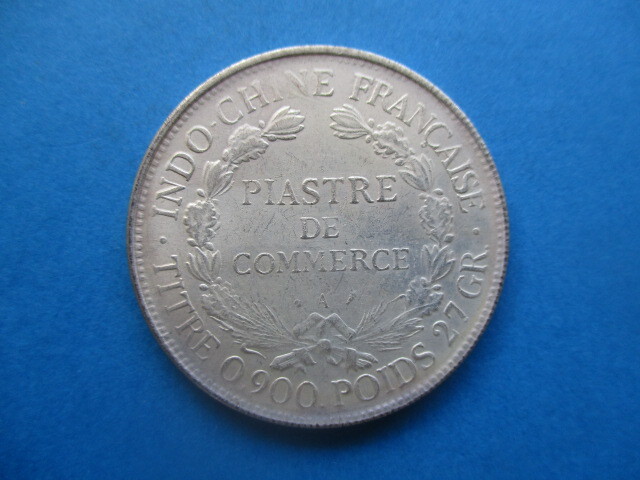 INDO-CHINE FRANÇAISE
PIASTRE
DE
COMMERCE
A
TITRE 0,900. POIDS 27 GR.